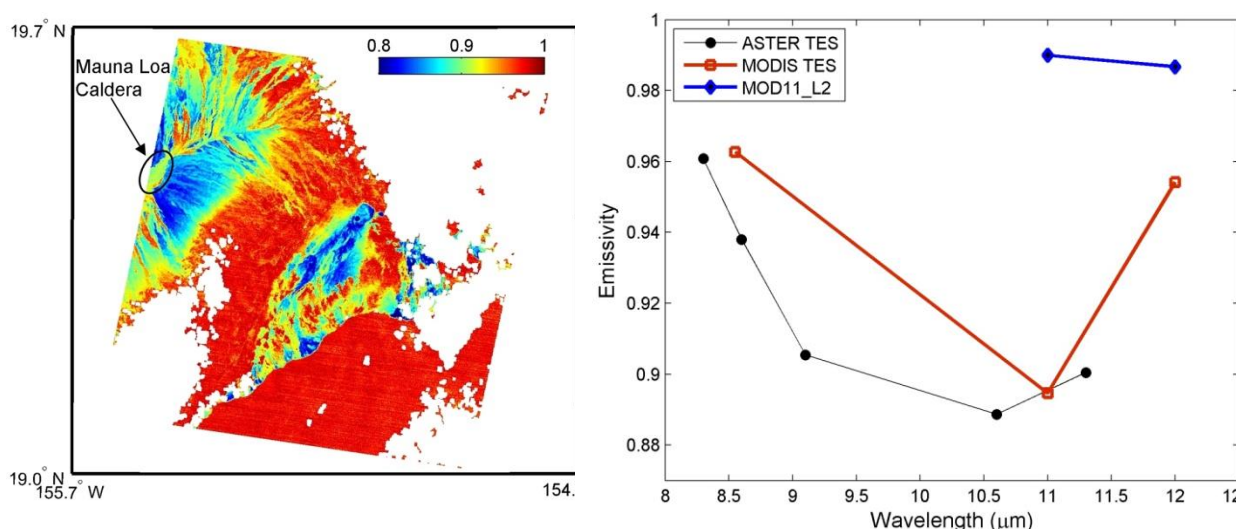 19.7° N
Mauna Loa
Caldera
0.8 0.9 1
19.0° N
155.7° W
154.
1
0.98
0.96
0.94
0.92
0.9
0.88
Emissivity
ASTER TES
MODIS TES
MOD11_L2
8 8.5 9 9.5 10 10.5 11 11.5 12 12
Wavelength (μm)